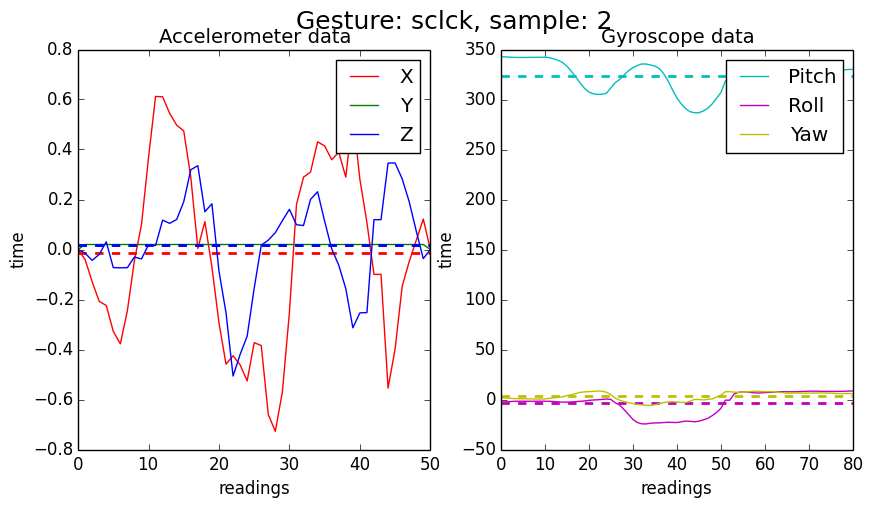 Gesture: sclck, sample: 2
Accelerometer data
0.8
0.6
0.4
0.2
0.0
−0.2
−0.4
−0.6
−0.8
time
0 10 20 30 40 50
readings
X
Y
Z
Gyroscope data
350
300
250
200
150
100
50
0
−50
time
0 10 20 30 40 50 60 70 80
readings
Pitch
Roll
Yaw